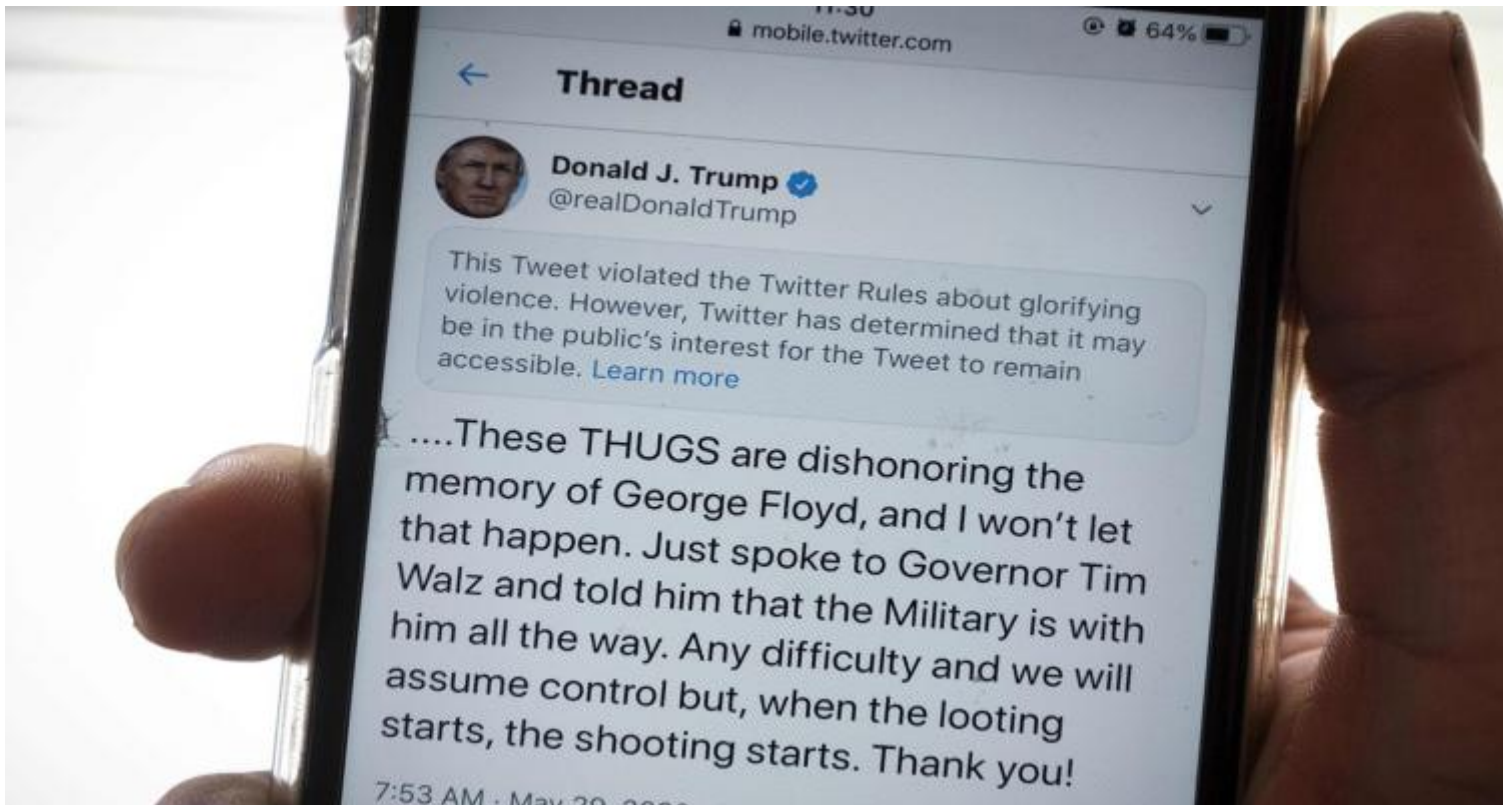 mobile.twitter.com
64%
Thread
Donald J. Trump
@realDonaldTrump
This Tweet violated the Twitter Rules about glorifying
violence. However, Twitter has determined that it may
be in the public's interest for the Tweet to remain
accessible. Learn more
....These THUGS are dishonoring the
memory of George Floyd, and I won't let
that happen. Just spoke to Governor Tim
Walz and told him that the Military is with
him all the way. Any difficulty and we will
assume control but, when the looting
starts, the shooting starts. Thank you!
7:53 AM · May